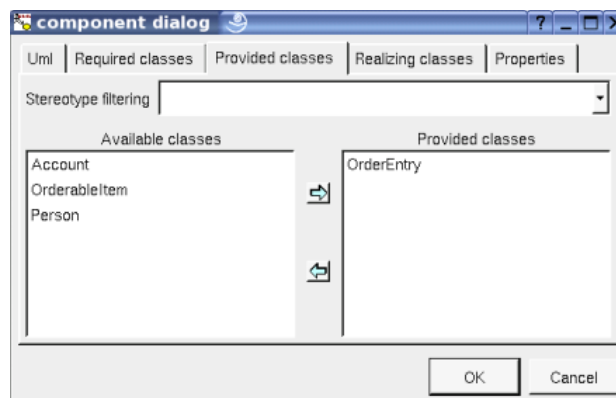 component dialog ? _ □ X
Uml Required classes Provided classes Realizing classes Properties
Stereotype filtering
Available classes Provided classes
Account OrderEntry
OrderableItem
Person
OK Cancel